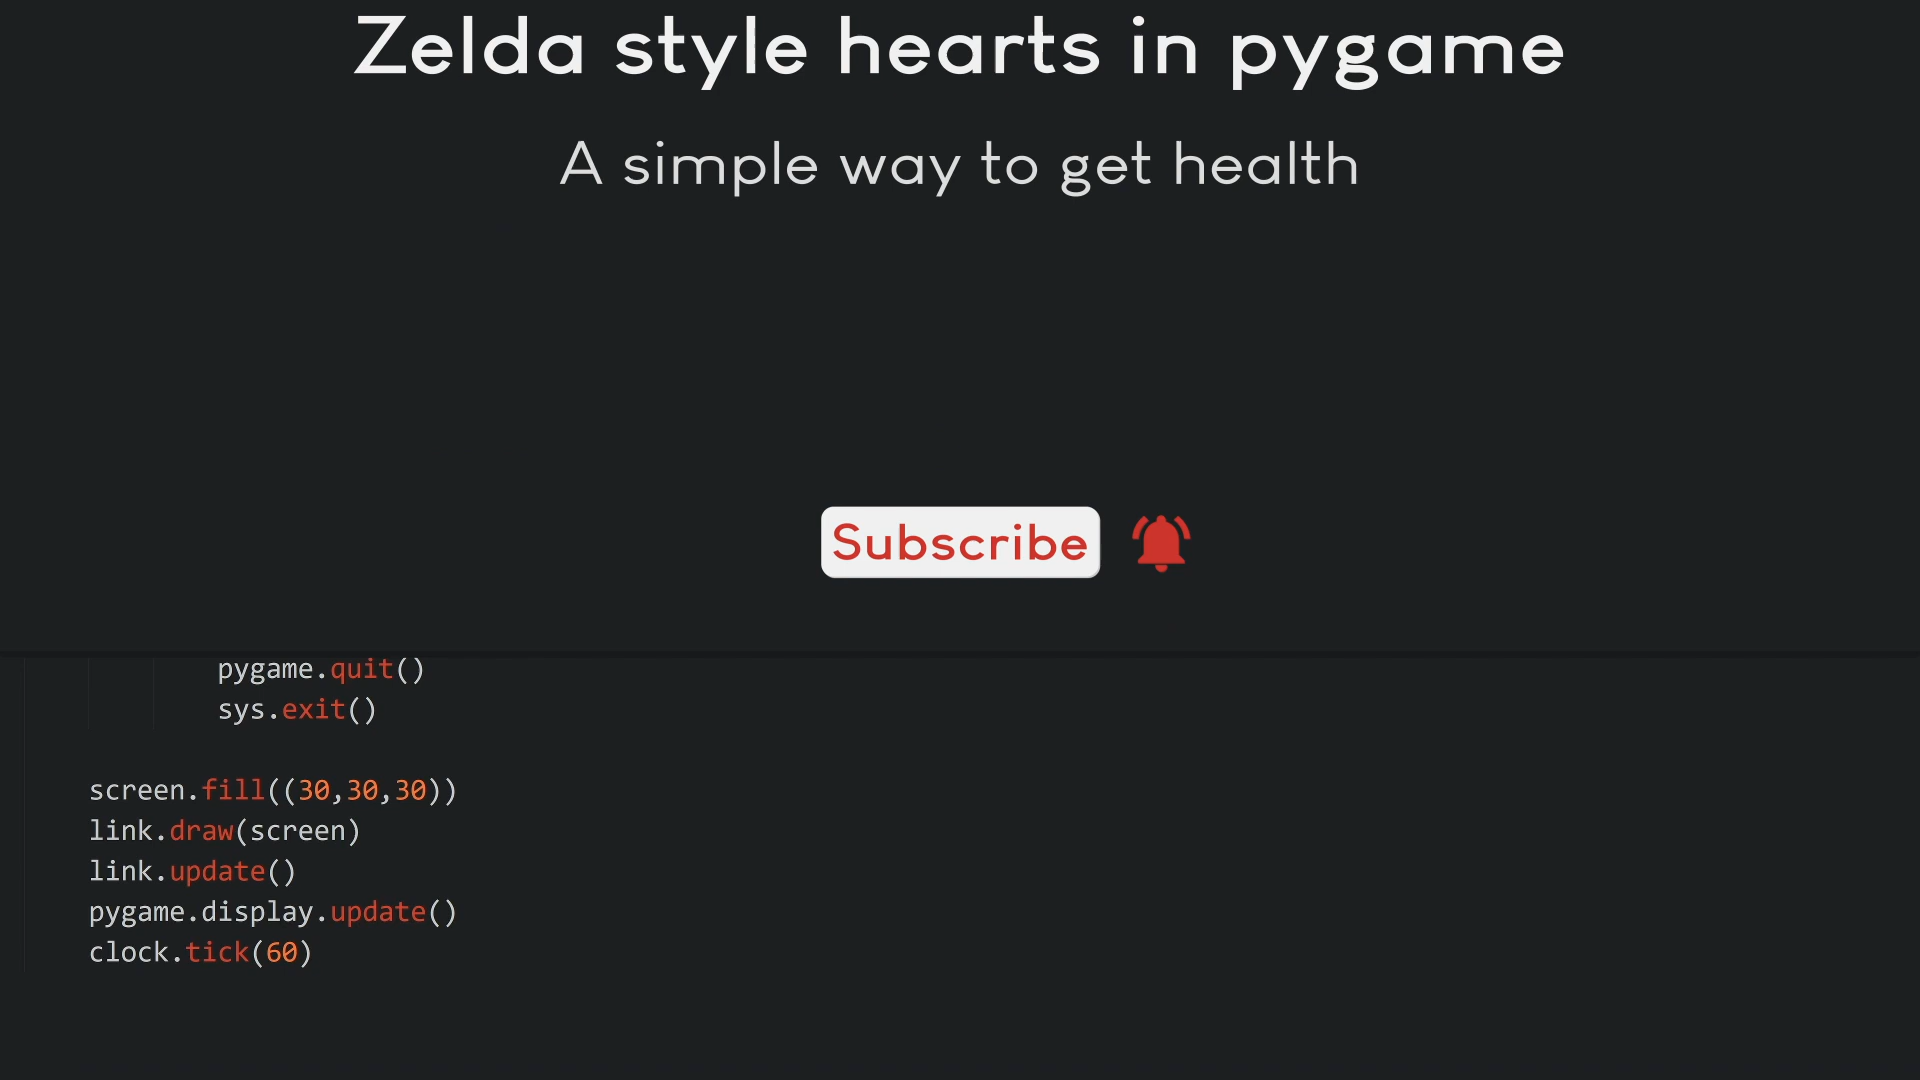 Zelda style hearts in pygame
A simple way to get health
Subscribe
pygame.quit()
sys.exit()
screen.fill((30,30,30))
link.draw(screen)
link.update()
pygame.display.update()
clock.tick(60)